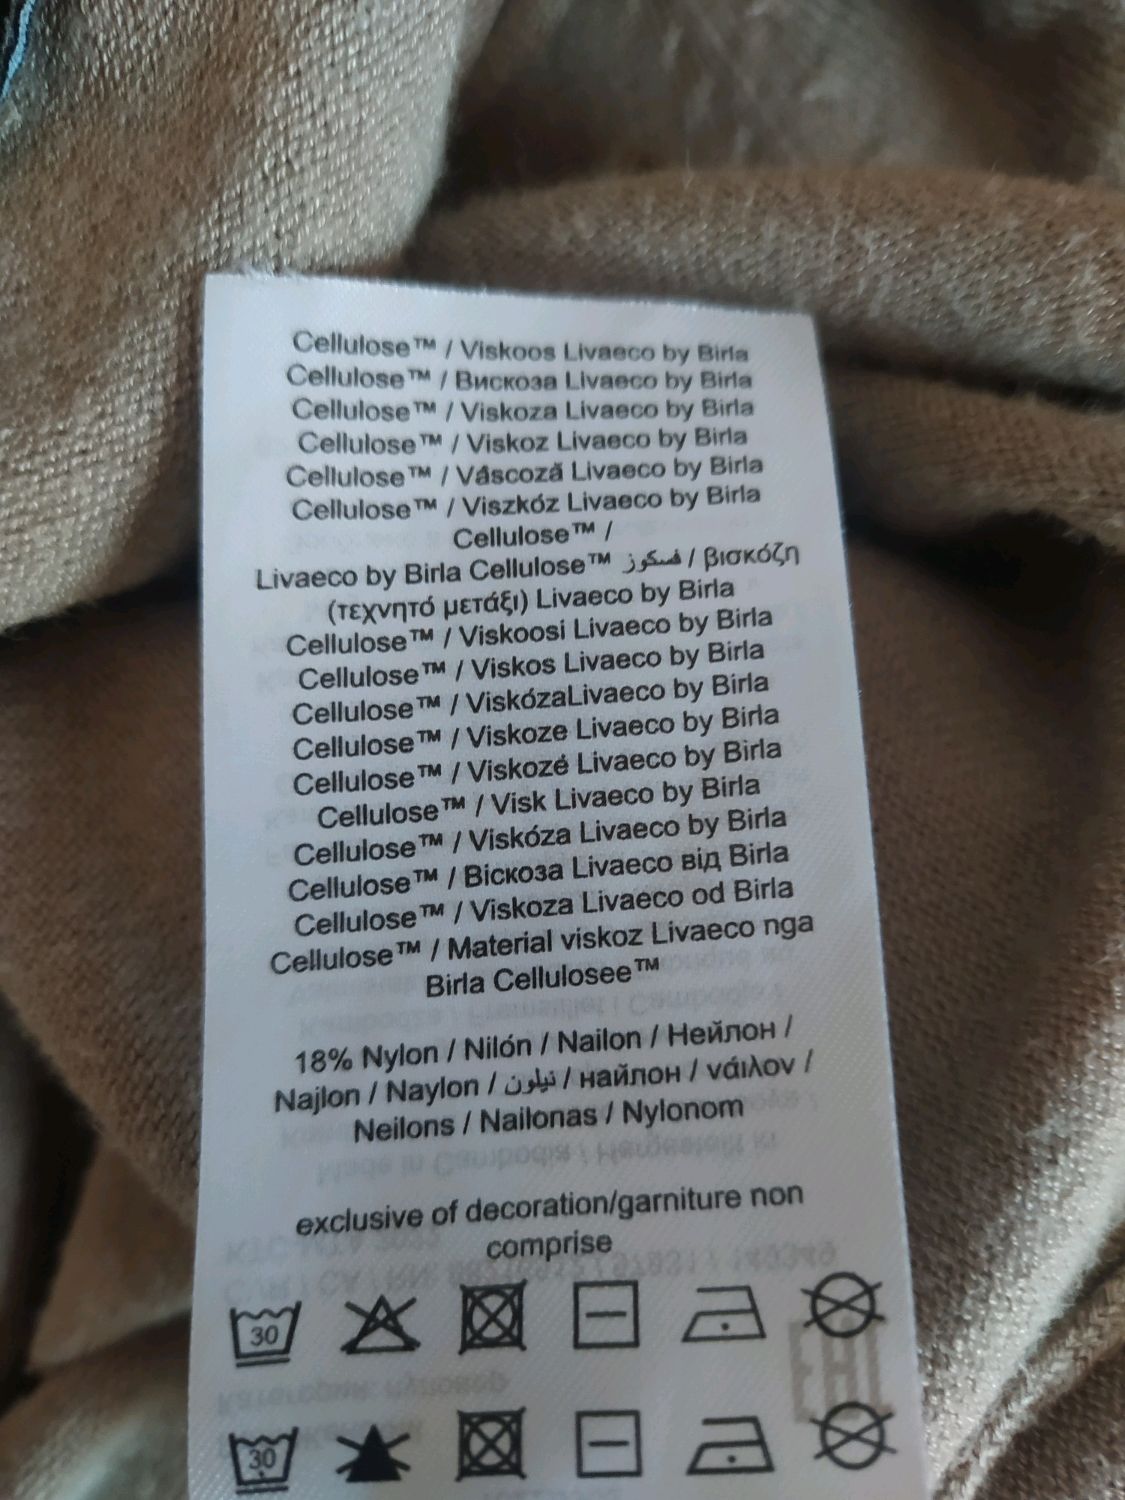 Cellulose™ / Viskoos Livaeco by Birla
Cellulose™ / Вискоза Livaeco by Birla
Cellulose™ / Viskoza Livaeco by Birla
Cellulose™ / Viskoz Livaeco by Birla
Cellulose™ / Vâscoză Livaeco by Birla
Cellulose™ / Viszkóz Livaeco by Birla
Cellulose™ /
Livaeco by Birla Cellulose™ فسكوز / βισκόζη
(τεχνητό μετάξι) Livaeco by Birla
Cellulose™ / Viskoosi Livaeco by Birla
Cellulose™ / Viskos Livaeco by Birla
Cellulose™ / ViskózaLivaeco by Birla
Cellulose™ / Viskoze Livaeco by Birla
Cellulose™ / Viskozė Livaeco by Birla
Cellulose™ / Visk Livaeco by Birla
Cellulose™ / Viskóza Livaeco by Birla
Cellulose™ / Віскоза Livaeco від Birla
Cellulose™ / Viskoza Livaeco od Birla
Cellulose™ / Material viskoz Livaeco nga
Birla Cellulosee™
18% Nylon / Nilón / Nailon / Нейлон /
Najlon / Naylon / نيلون / найлон / νάιλον /
Neilons / Nailonas / Nylonom
exclusive of decoration/garniture non
comprise
30
30